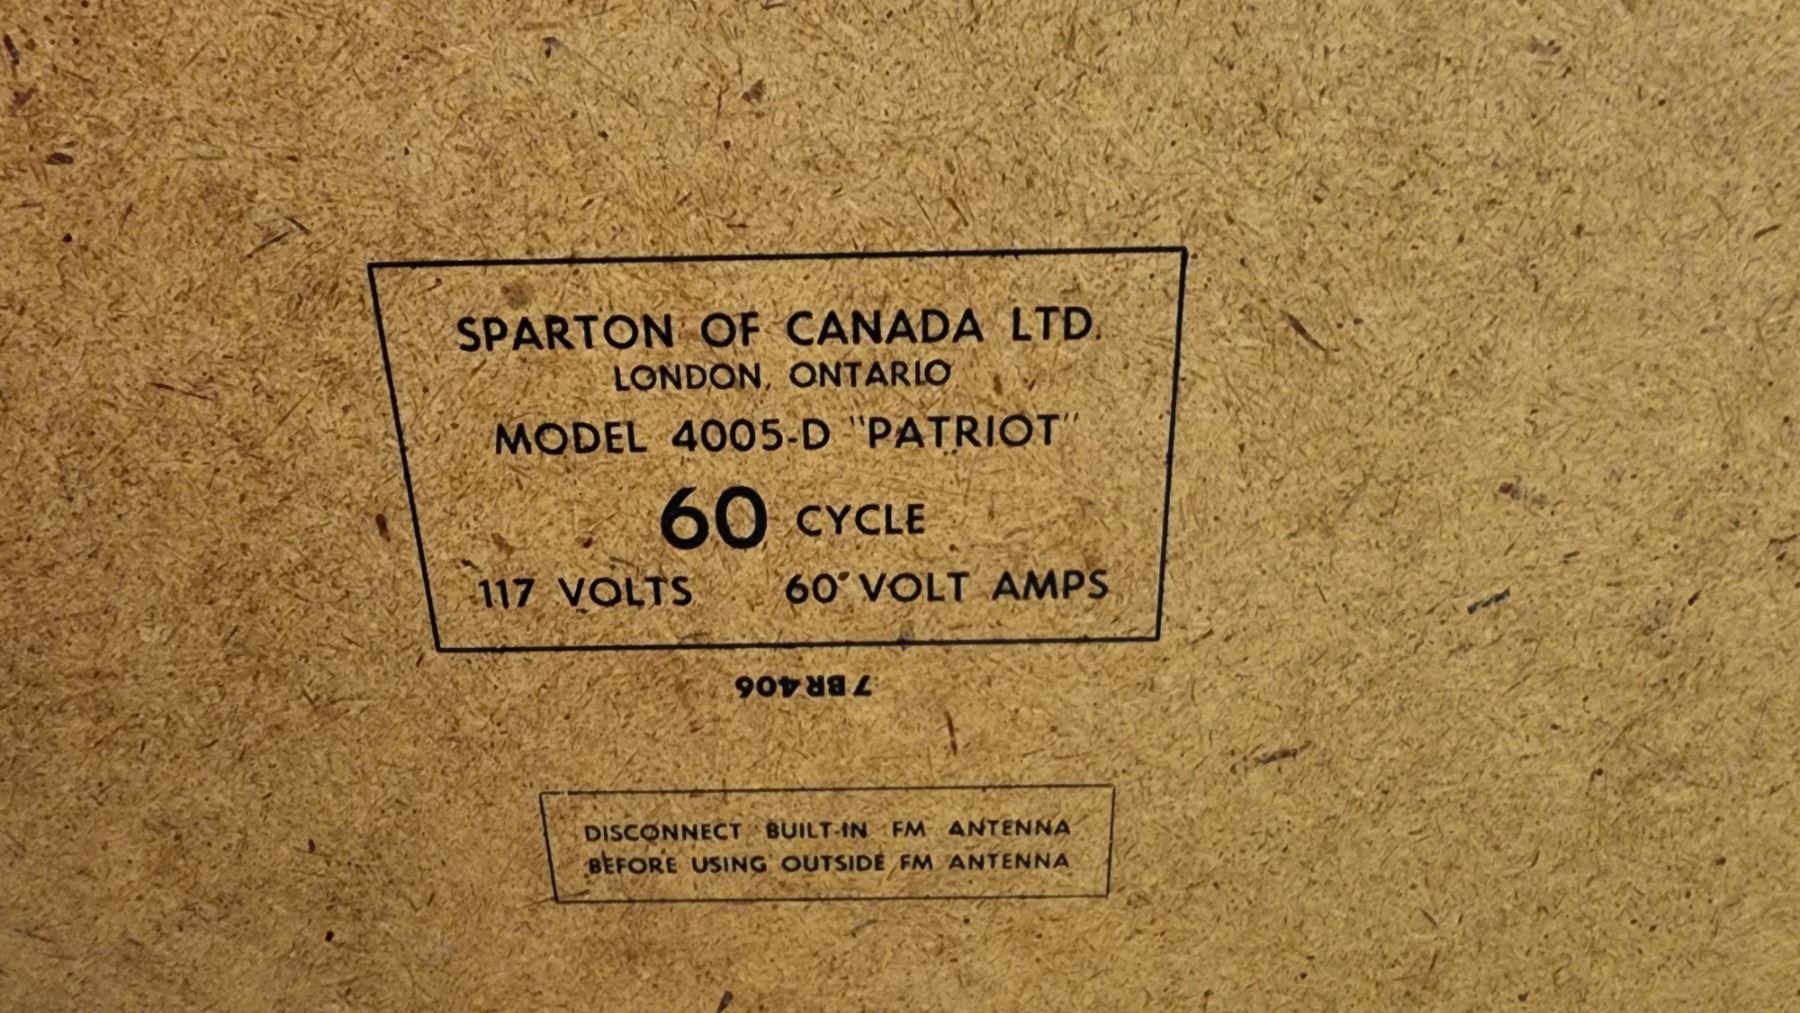 SPARTON OF CANADA LTD.
LONDON, ONTARIO
MODEL 4005-D "PATRIOT"
60 CYCLE
117 VOLTS 60 VOLT AMPS
7BR406
DISCONNECT BUILT-IN FM ANTENNA
BEFORE USING OUTSIDE FM ANTENNA